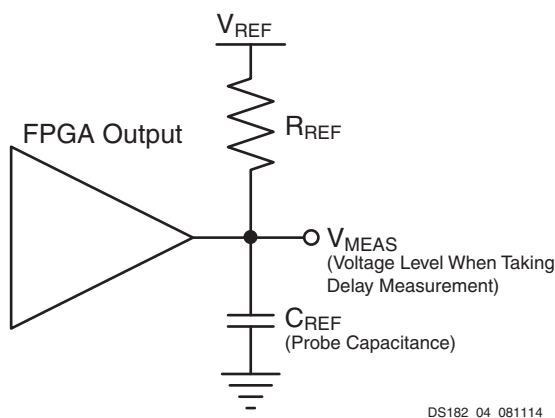 VREF
FPGA Output
RREF
VMEAS
(Voltage Level When Taking
Delay Measurement)
CREF
(Probe Capacitance)
DS182_04_081114